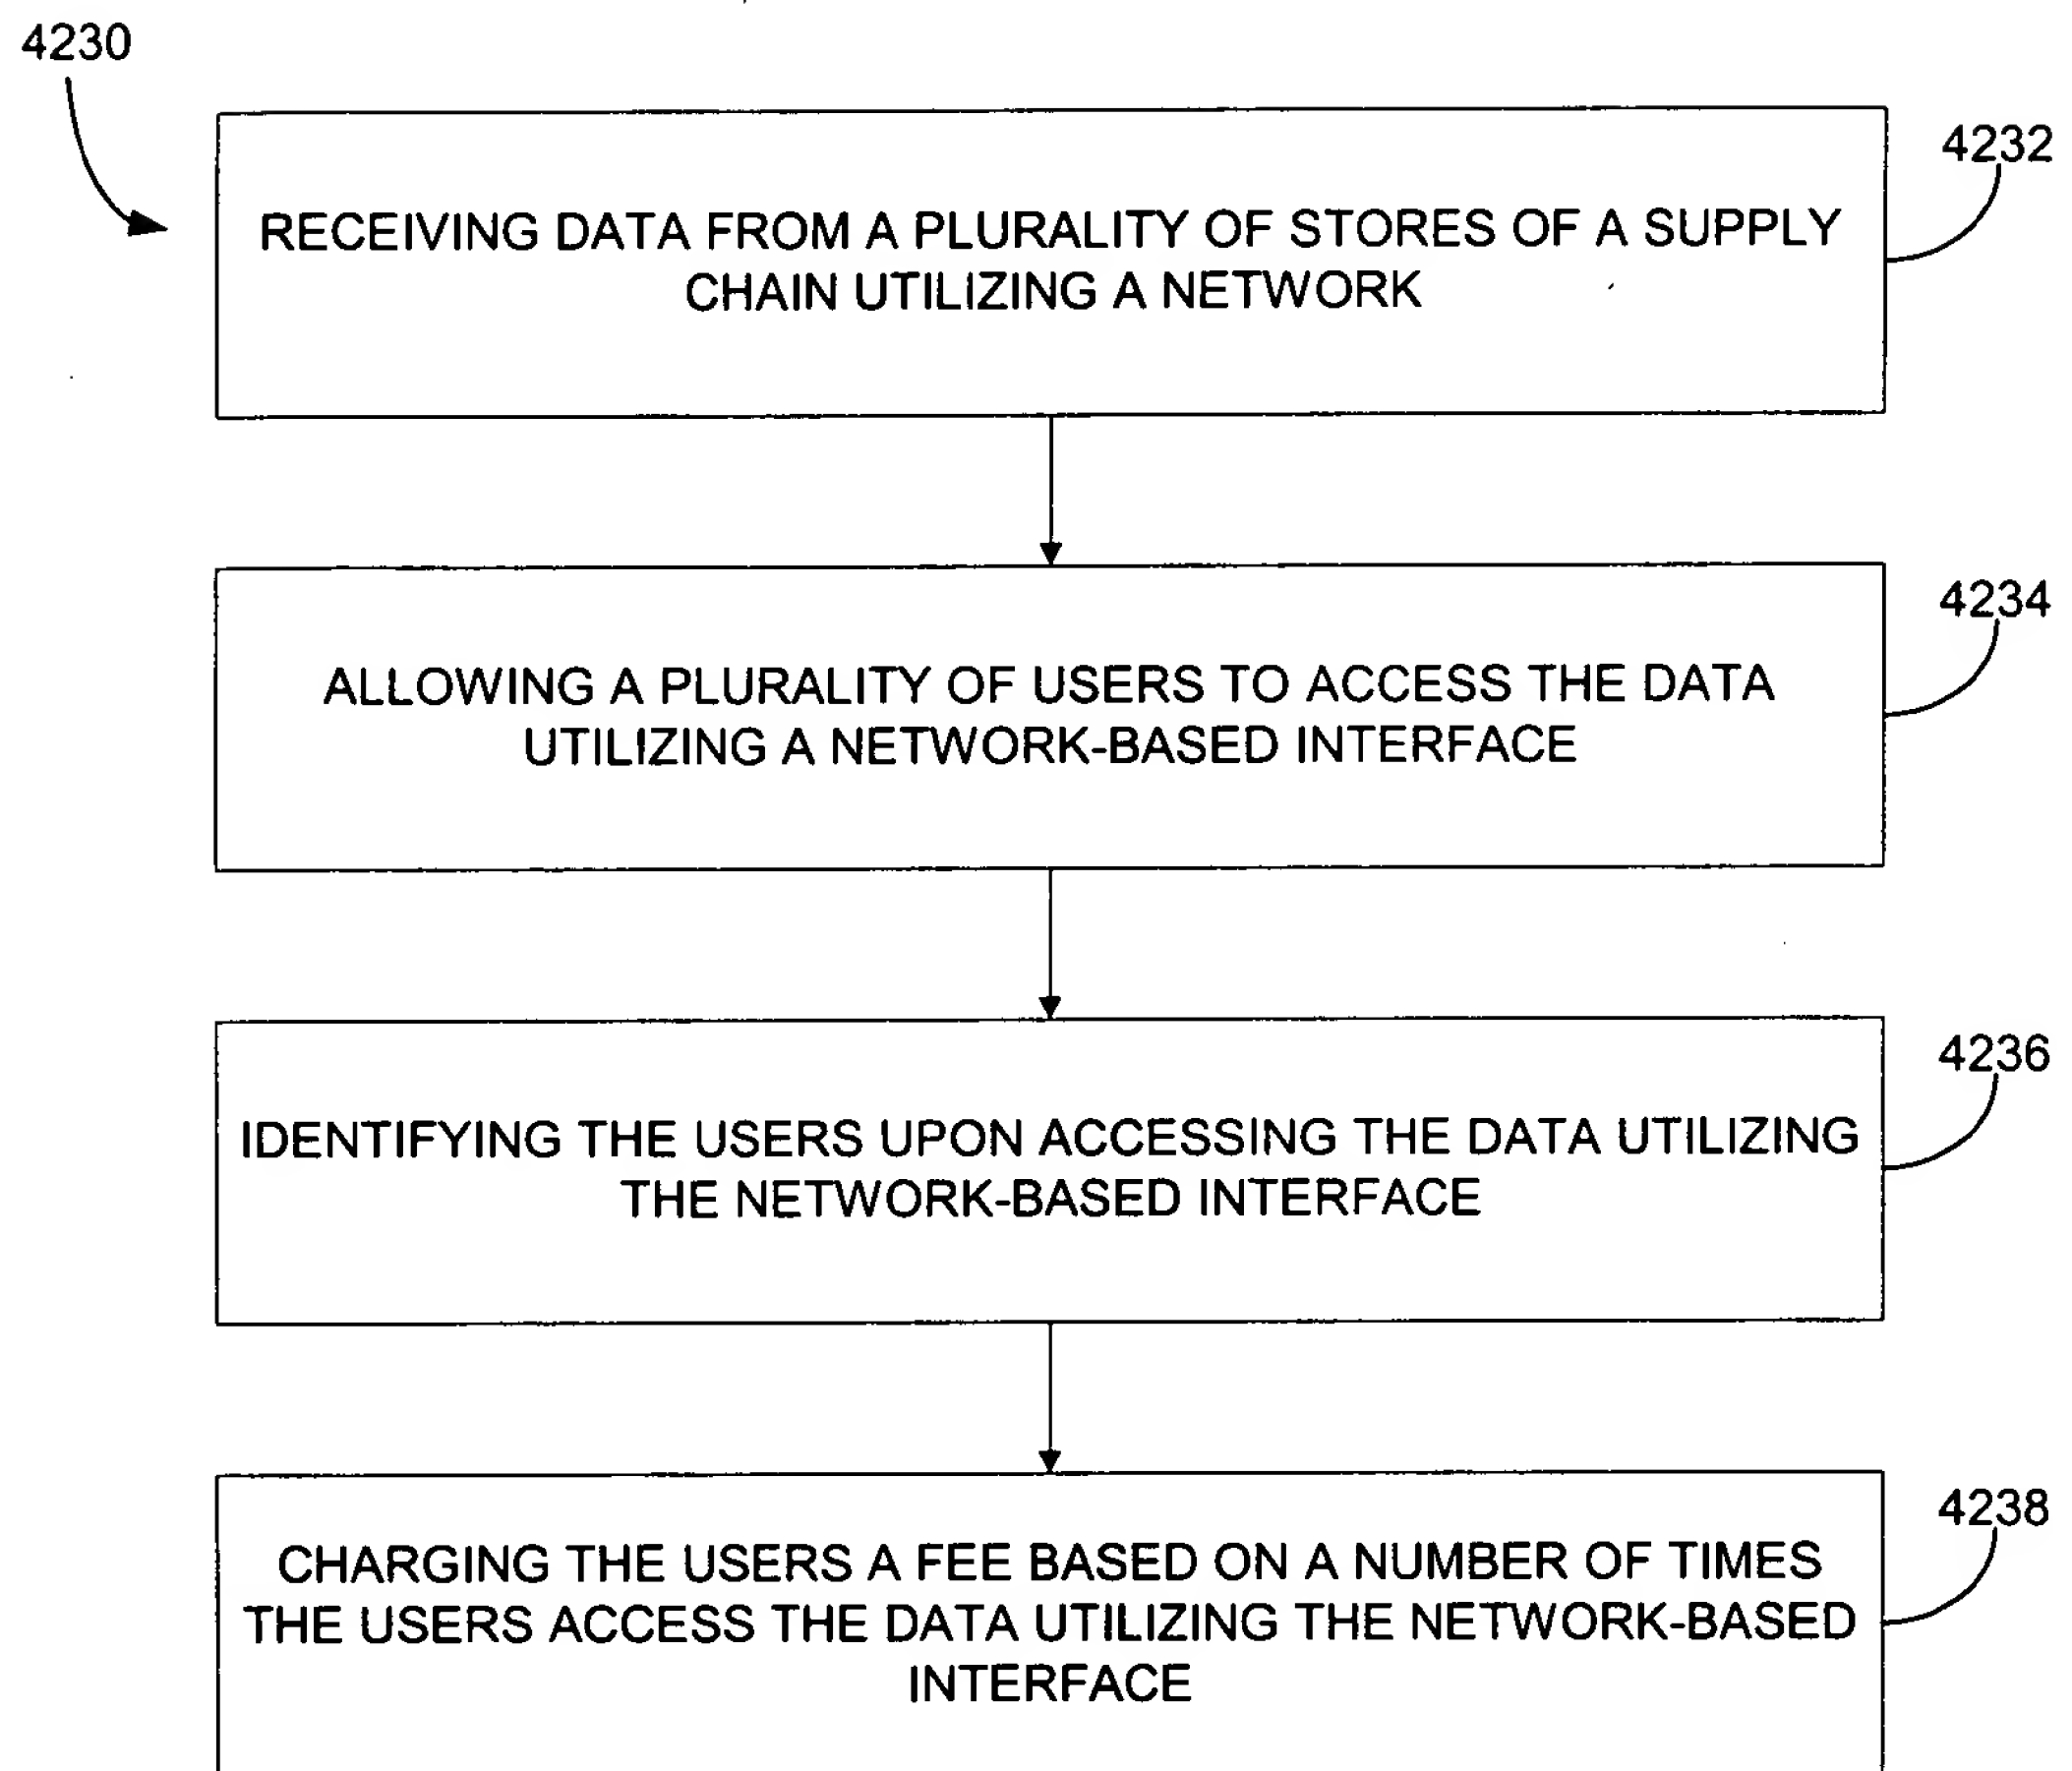 4230
4232
RECEIVING DATA FROM A PLURALITY OF STORES OF A SUPPLY
CHAIN UTILIZING A NETWORK
4234
ALLOWING A PLURALITY OF USERS TO ACCESS THE DATA
UTILIZING A NETWORK-BASED INTERFACE
4236
IDENTIFYING THE USERS UPON ACCESSING THE DATA UTILIZING
THE NETWORK-BASED INTERFACE
4238
CHARGING THE USERS A FEE BASED ON A NUMBER OF TIMES
THE USERS ACCESS THE DATA UTILIZING THE NETWORK-BASED
INTERFACE